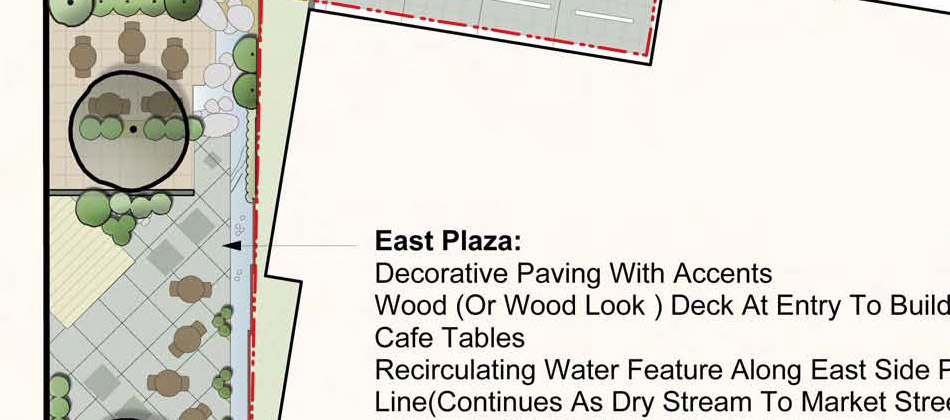 East Plaza:
Decorative Paving With Accents
Wood (Or Wood Look ) Deck At Entry To Build
Cafe Tables
Recirculating Water Feature Along East Side P
Line(Continues As Dry Stream To Market Stree